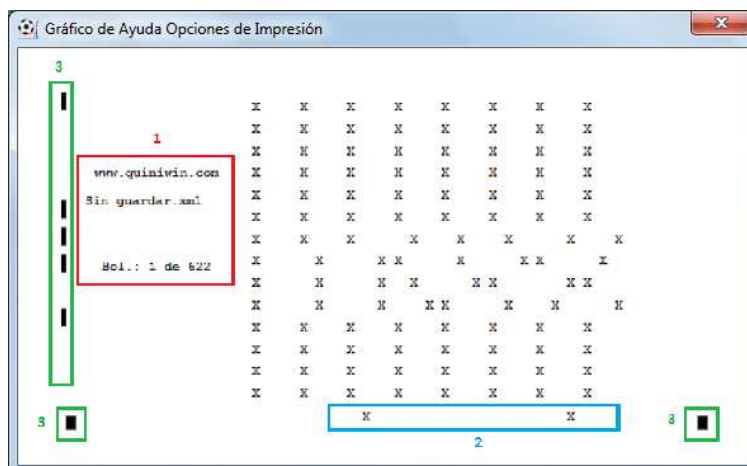 Gráfico de Ayuda Opciones de Impresión
3
1
www.quiniwin.com
Sin guardar.xml
Bol.: 1 de 622
X X X X X X X X
X X X X X X X X
X X X X X X X X
X X X X X X X X
X X X X X X X X
X X X X X X X X
X X X X X X X X
X X X X X X X X
X X X X X X X X
X X X X X X X X
X X X X X X X X
X X X X X X X X
X X X X X X X X
X X X X X X X X
3 X X 3
2